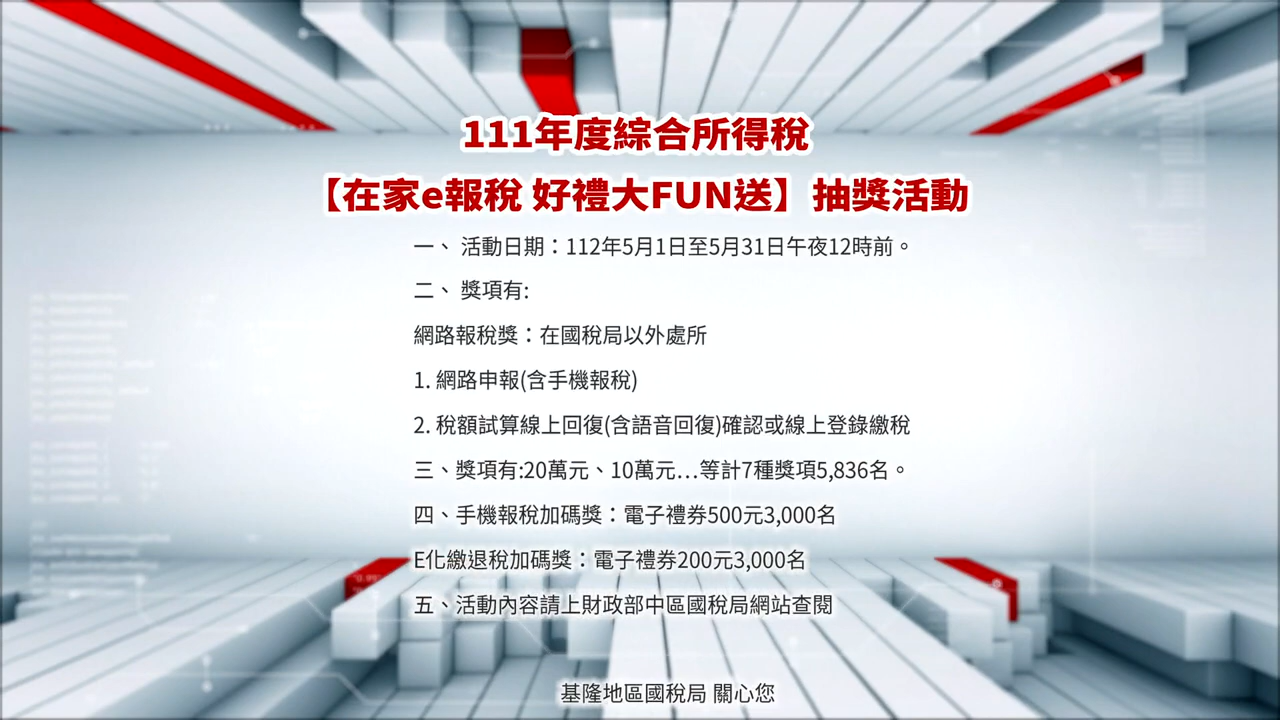 111年度綜合所得稅
【在家e報稅 好禮大FUN送】抽獎活動
一、 活動日期：112年5月1日至5月31日午夜12時前。
二、 獎項有:
網路報稅獎：在國稅局以外處所
1. 網路申報(含手機報稅)
2. 稅額試算線上回復(含語音回復)確認或線上登錄繳稅
三、獎項有:20萬元、10萬元…等計7種獎項5,836名。
四、手機報稅加碼獎：電子禮券500元3,000名
E化繳退稅加碼獎：電子禮券200元3,000名
五、活動內容請上財政部中區國稅局網站查閱
基隆地區國稅局 關心您